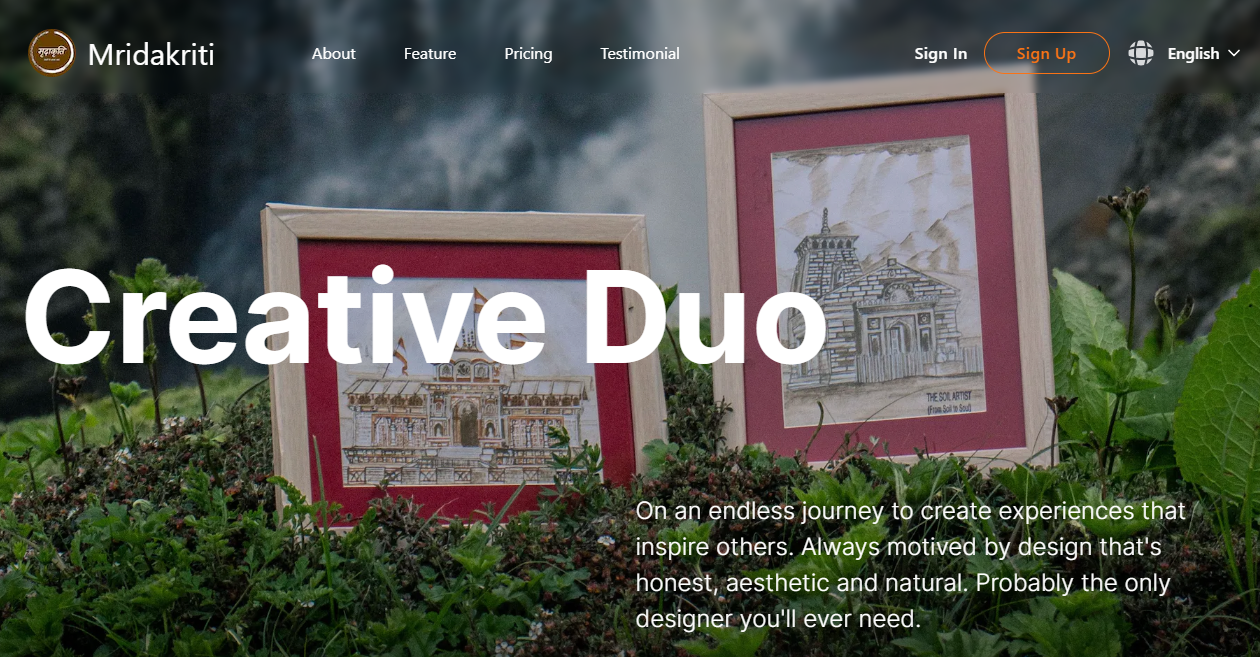 मृदाकृति
Mridakriti
About
Feature
Pricing
Testimonial
Sign In
Sign Up
English
Creative Duo
THE SOIL ARTIST
(From Soil to Soul)
On an endless journey to create experiences that
inspire others. Always motived by design that's
honest, aesthetic and natural. Probably the only
designer you'll ever need.